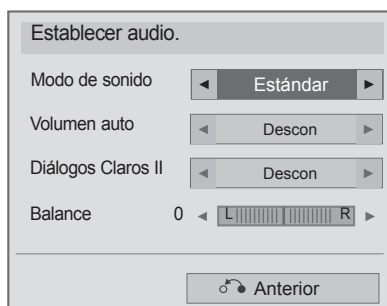 Establecer audio.
Modo de sonido ◄ Estándar ►
Volumen auto ◄ Descon ►
Diálogos Claros II ◄ Descon ►
Balance 0 ◄ L R ►
Anterior